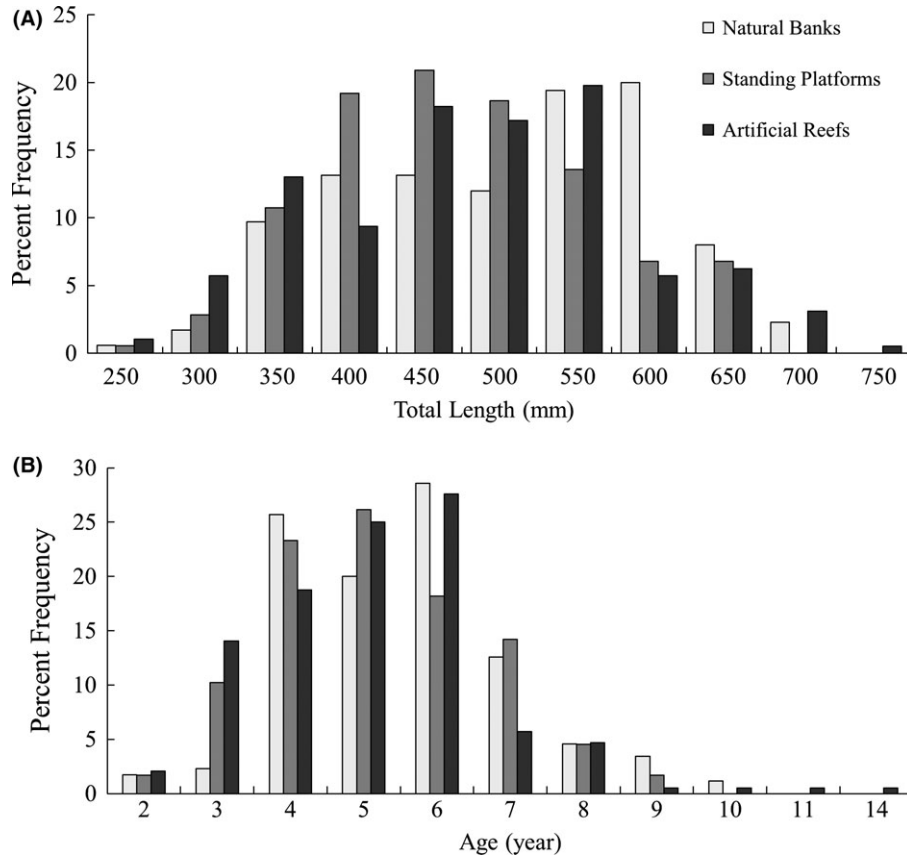 (A)
25
20
15
10
5
0
Percent Frequency
Natural Banks
Standing Platforms
Artificial Reefs
250 300 350 400 450 500 550 600 650 700 750
Total Length (mm)
(B)
30
25
20
15
10
5
0
Percent Frequency
2 3 4 5 6 7 8 9 10 11 14
Age (year)